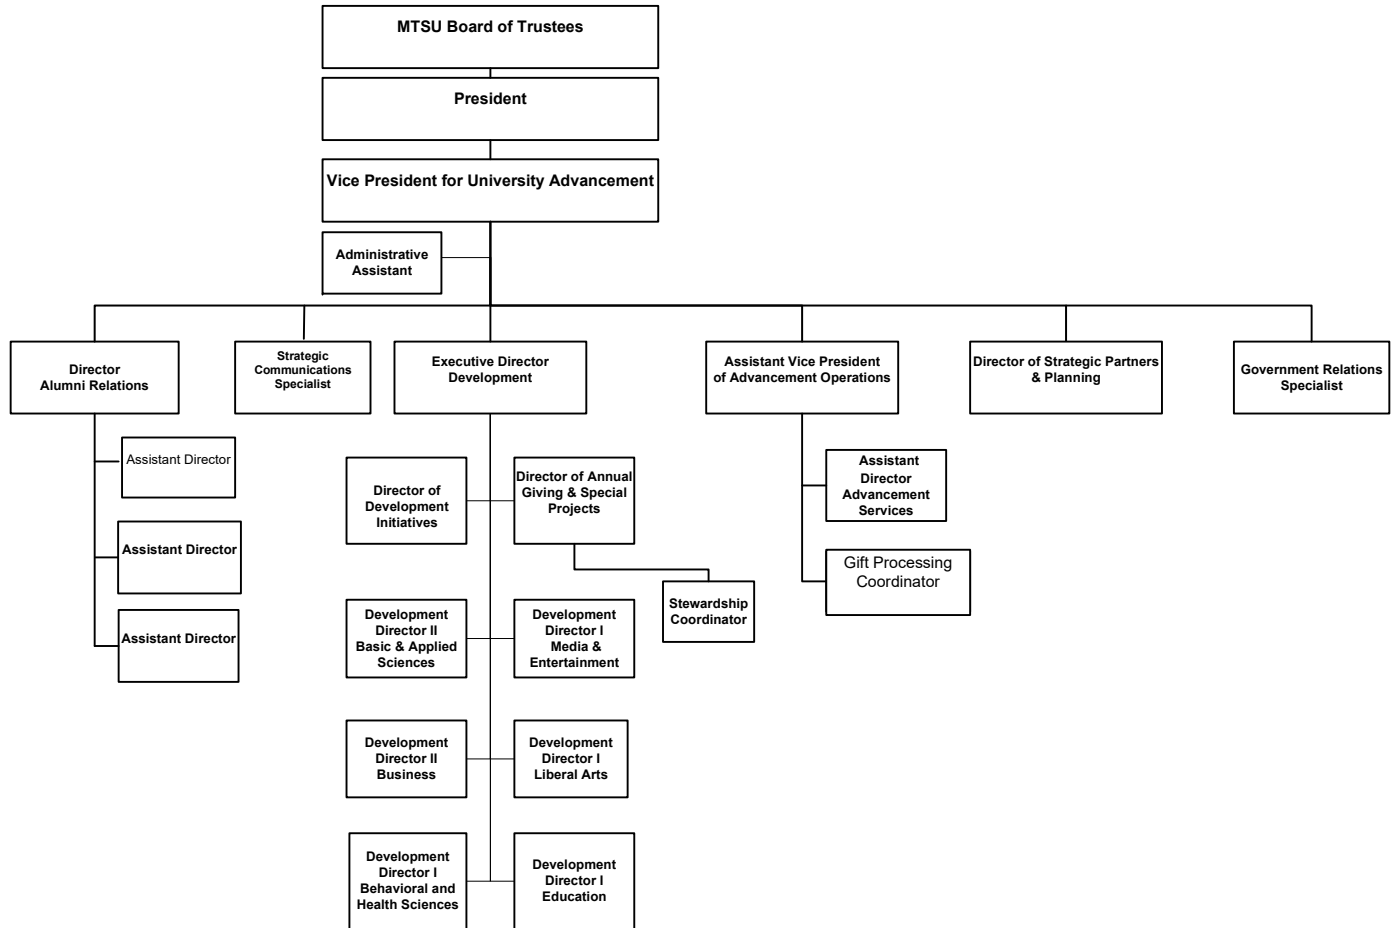 MTSU Board of Trustees
President
Vice President for University Advancement
Administrative
Assistant
Director
Alumni Relations
Strategic
Communications
Specialist
Executive Director
Development
Assistant Vice President
of Advancement Operations
Director of Strategic Partners
& Planning
Government Relations
Specialist
Assistant Director
Assistant Director
Assistant Director
Director of
Development
Initiatives
Director of Annual
Giving & Special
Projects
Stewardship
Coordinator
Development
Director II
Basic & Applied
Sciences
Development
Director I
Media &
Entertainment
Development
Director II
Business
Development
Director I
Liberal Arts
Development
Director I
Behavioral and
Health Sciences
Development
Director I
Education
Assistant
Director
Advancement
Services
Gift Processing
Coordinator